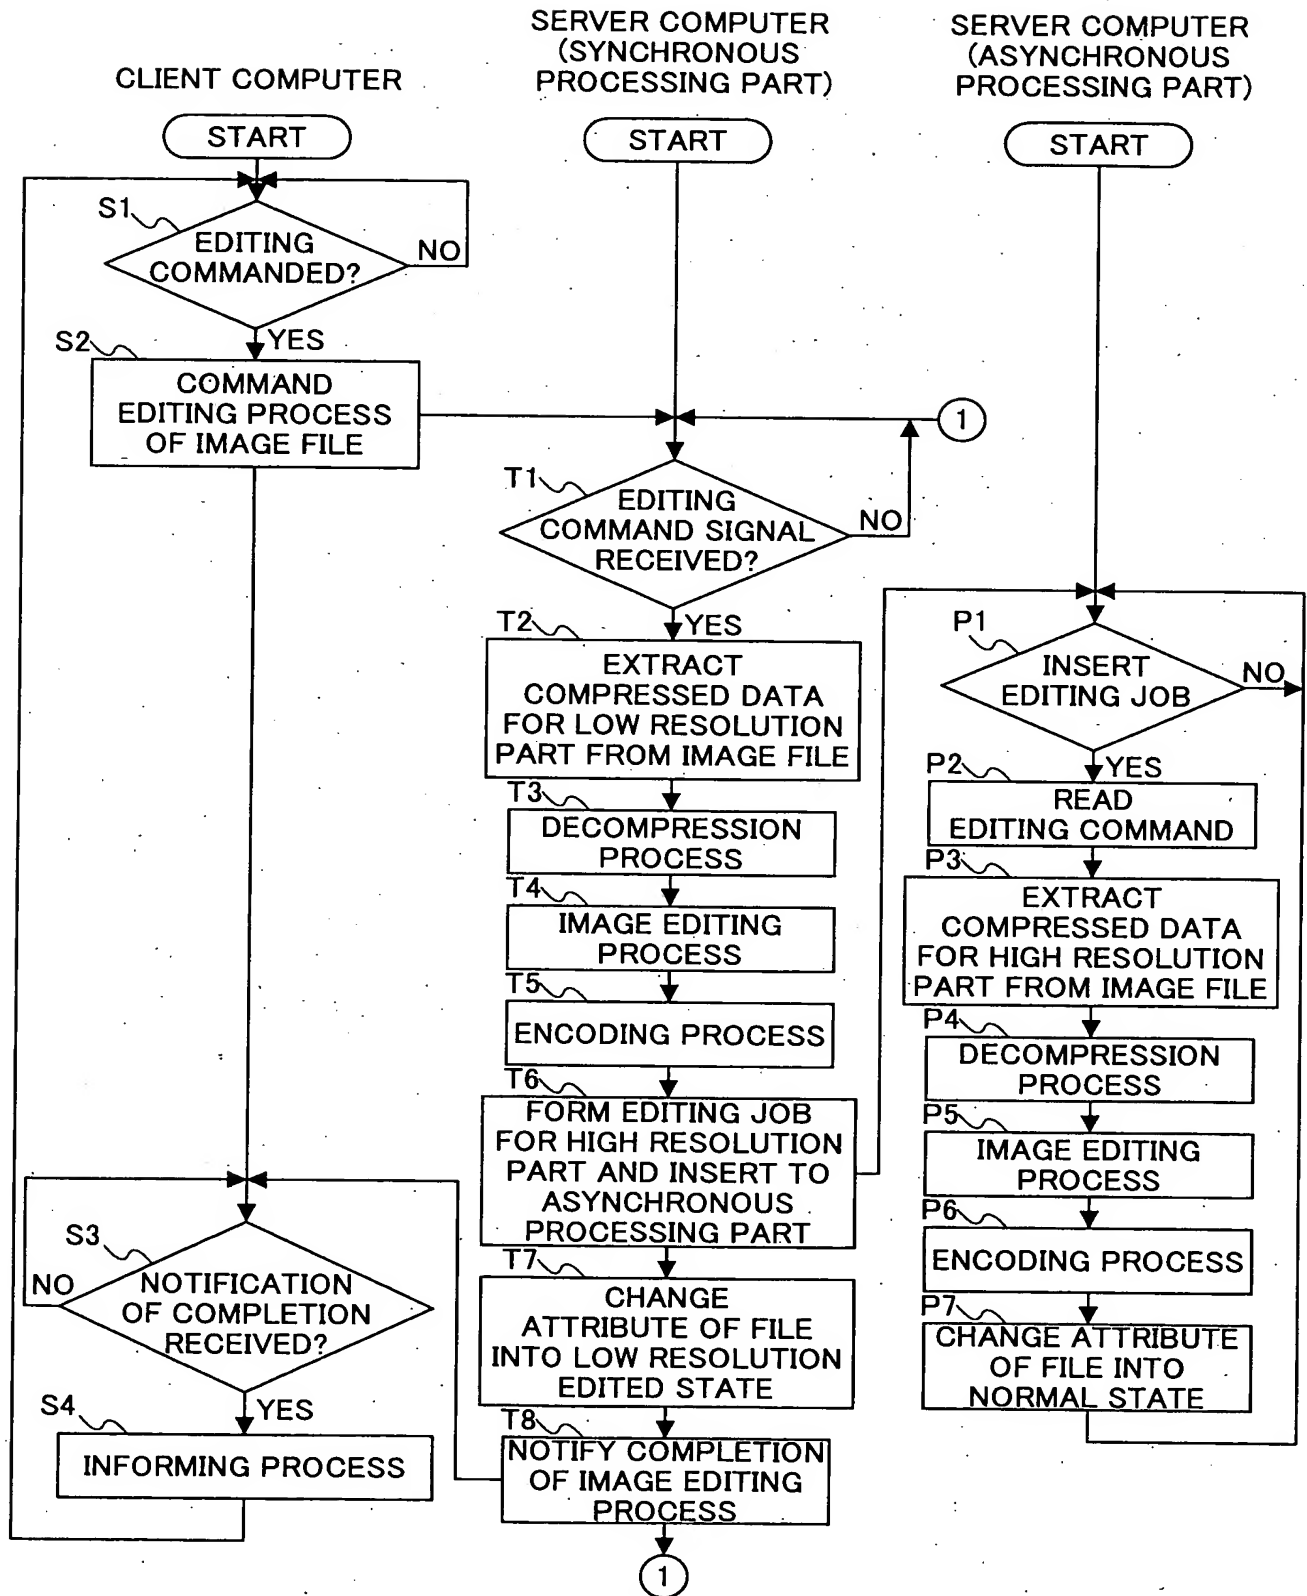 CLIENT COMPUTER
START
S1
EDITING
COMMANDED?
NO
YES
S2
COMMAND
EDITING PROCESS
OF IMAGE FILE
S3
NO
NOTIFICATION
OF COMPLETION
RECEIVED?
YES
S4
INFORMING PROCESS
SERVER COMPUTER
(SYNCHRONOUS
PROCESSING PART)
START
1
T1
EDITING
COMMAND SIGNAL
RECEIVED?
NO
YES
T2
EXTRACT
COMPRESSED DATA
FOR LOW RESOLUTION
PART FROM IMAGE FILE
T3
DECOMPRESSION
PROCESS
T4
IMAGE EDITING
PROCESS
T5
ENCODING PROCESS
T6
FORM EDITING JOB
FOR HIGH RESOLUTION
PART AND INSERT TO
ASYNCHRONOUS
PROCESSING PART
T7
CHANGE
ATTRIBUTE OF FILE
INTO LOW RESOLUTION
EDITED STATE
T8
NOTIFY COMPLETION
OF IMAGE EDITING
PROCESS
1
SERVER COMPUTER
(ASYNCHRONOUS
PROCESSING PART)
START
P1
INSERT
EDITING JOB
NO
YES
P2
READ
EDITING COMMAND
P3
EXTRACT
COMPRESSED DATA
FOR HIGH RESOLUTION
PART FROM IMAGE FILE
P4
DECOMPRESSION
PROCESS
P5
IMAGE EDITING
PROCESS
P6
ENCODING PROCESS
P7
CHANGE ATTRIBUTE
OF FILE INTO
NORMAL STATE